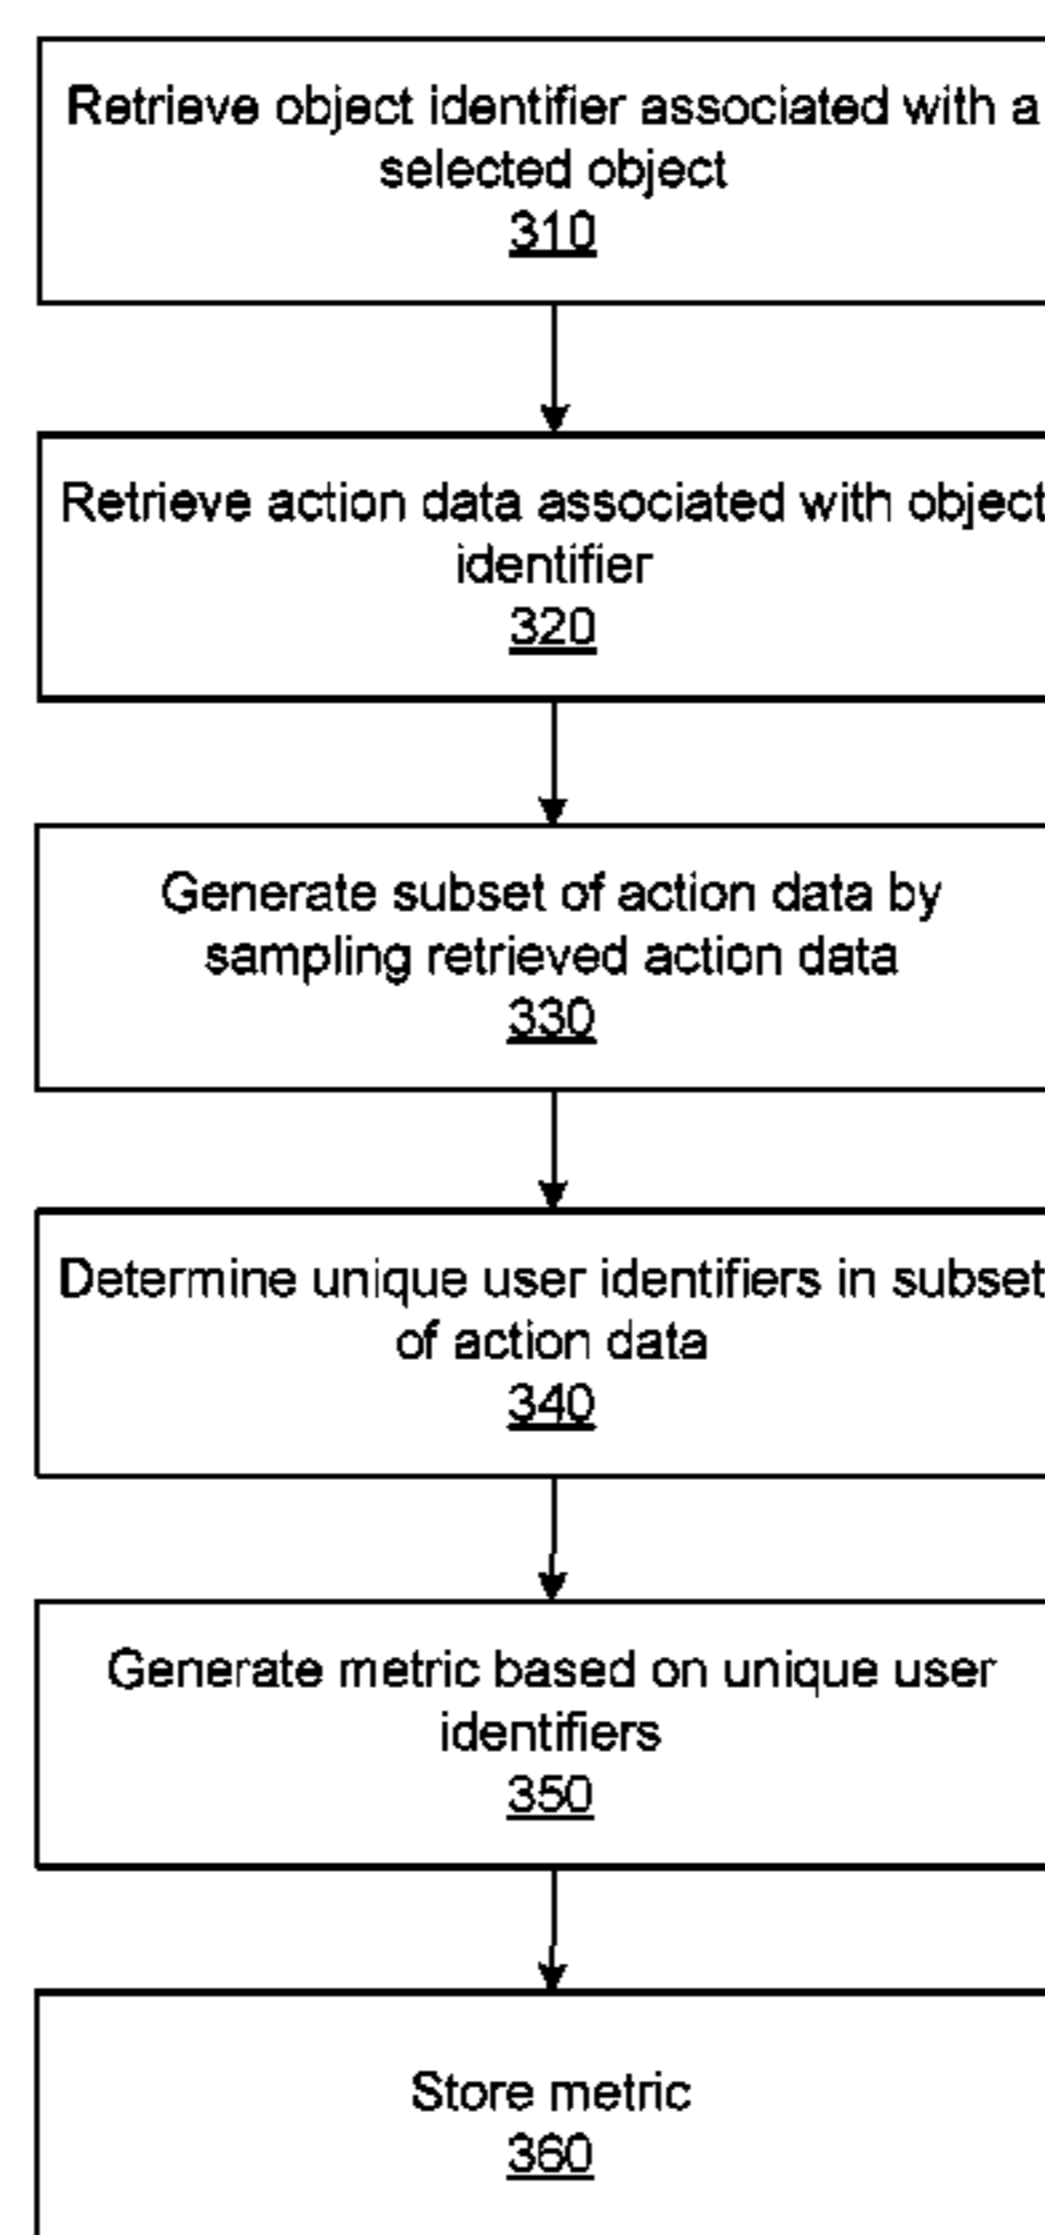 Retrieve object identifier associated with a
selected object
310
Retrieve action data associated with object
identifier
320
Generate subset of action data by
sampling retrieved action data
330
Determine unique user identifiers in subset
of action data
340
Generate metric based on unique user
identifiers
350
Store metric
360